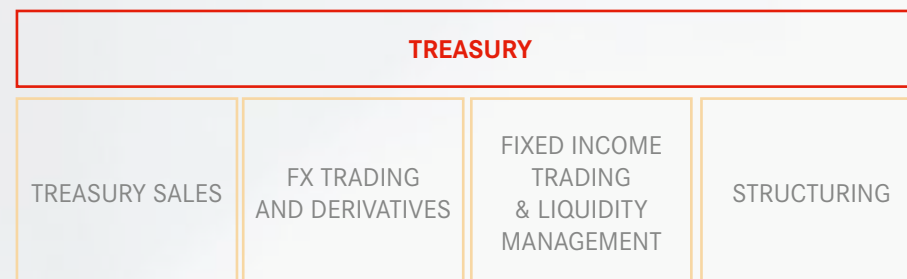 TREASURY
TREASURY SALES
FX TRADING
AND DERIVATIVES
FIXED INCOME
TRADING
& LIQUIDITY
MANAGEMENT
STRUCTURING